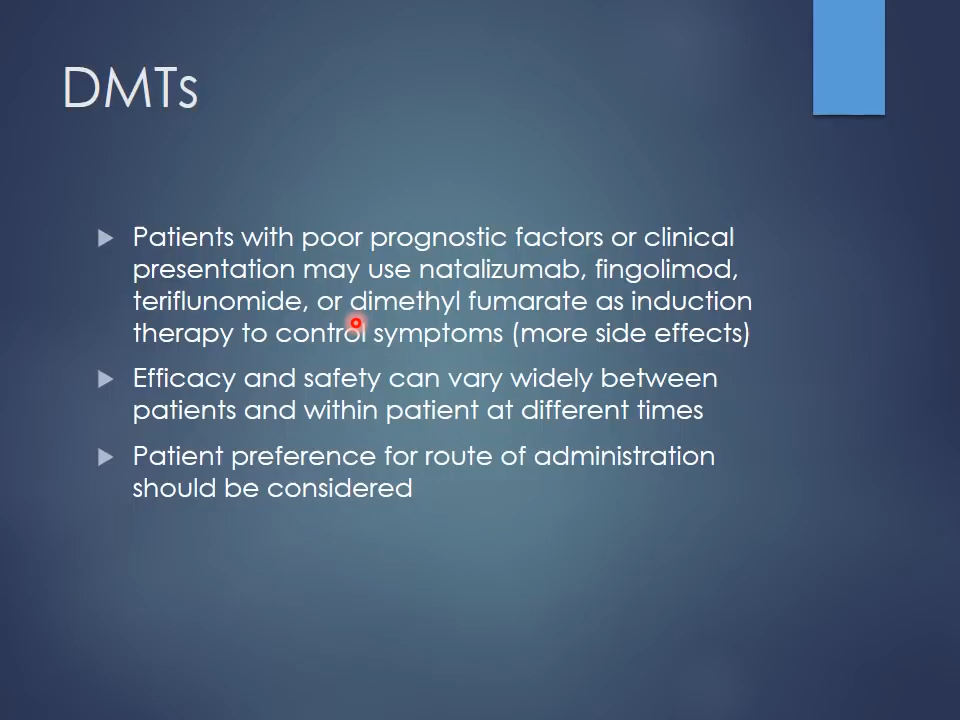 DMTs
Patients with poor prognostic factors or clinical
presentation may use natalizumab, fingolimod,
teriflunomide, or dimethyl fumarate as induction
therapy to control symptoms (more side effects)
Efficacy and safety can vary widely between
patients and within patient at different times
Patient preference for route of administration
should be considered